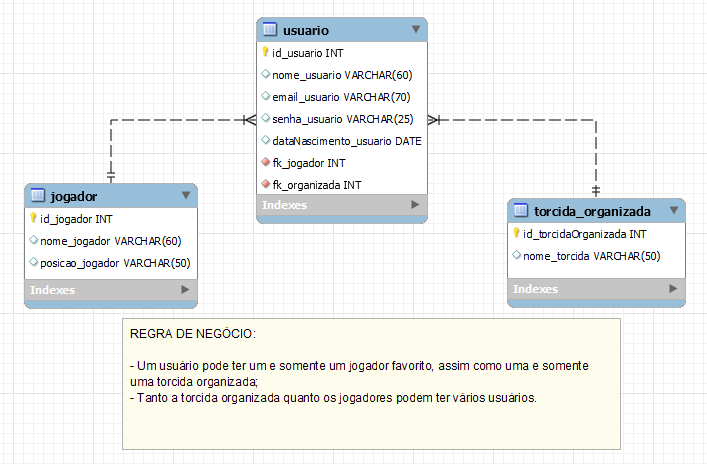 usuario
id_usuario INT
nome_usuario VARCHAR(60)
email_usuario VARCHAR(70)
senha_usuario VARCHAR(25)
dataNascimento_usuario DATE
fk_jogador INT
fk_organizada INT
Indexes
jogador
id_jogador INT
nome_jogador VARCHAR(60)
posicao_jogador VARCHAR(50)
Indexes
torcida_organizada
id_torcidaOrganizada INT
nome_torcida VARCHAR(50)
Indexes
REGRA DE NEGÓCIO:
- Um usuário pode ter um e somente um jogador favorito, assim como uma e somente
uma torcida organizada;
- Tanto a torcida organizada quanto os jogadores podem ter vários usuários.